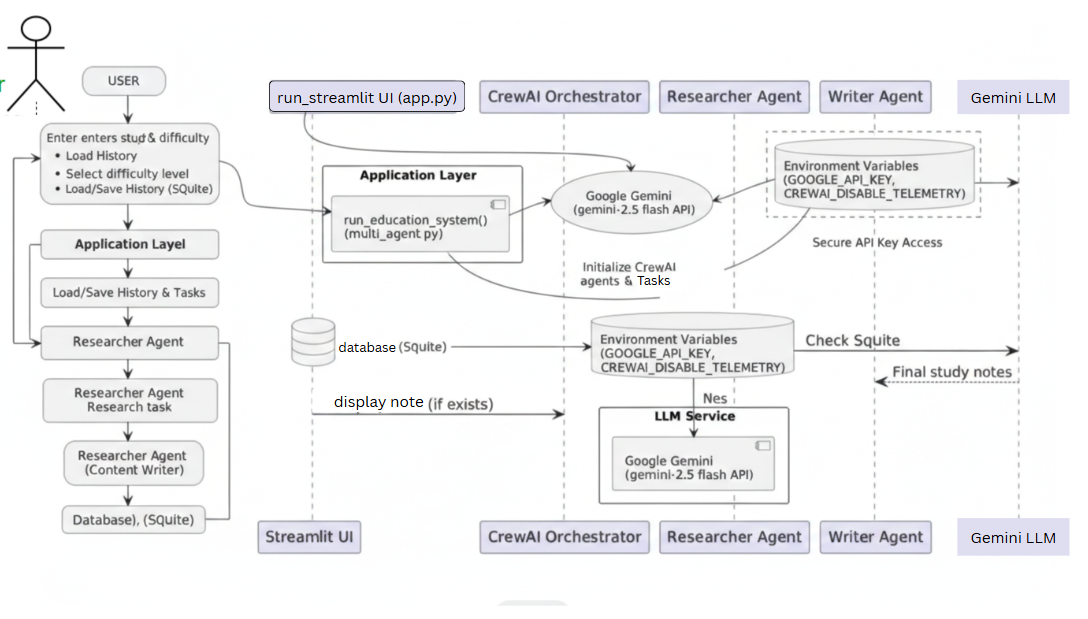 r
USER
Enter enters stud & difficulty
• Load History
• Select difficulty level
• Load/Save History (SQuite)
Application Layel
Load/Save History & Tasks
Researcher Agent
Researcher Agent
Research task
Researcher Agent
(Content Writer)
Database), (SQuite)
run_streamlit UI (app.py)
CrewAI Orchestrator
Researcher Agent
Writer Agent
Gemini LLM
Application Layer
run_education_system()
(multi_agent py)
Google Gemini
(gemini-2.5 flash API)
Environment Variables
(GOOGLE_API_KEY,
CREWAI_DISABLE_TELEMETRY)
Secure API Key Access
Initialize CrewAI
agents & Tasks
database (SQuite)
Environment Variables
(GOOGLE_API_KEY,
CREWAI_DISABLE_TELEMETRY)
Check Squite
Final study notes
display note (if exists)
Nes
LLM Service
Google Gemini
(gemini-2.5 flash API)
Streamlit UI
CrewAI Orchestrator
Researcher Agent
Writer Agent
Gemini LLM